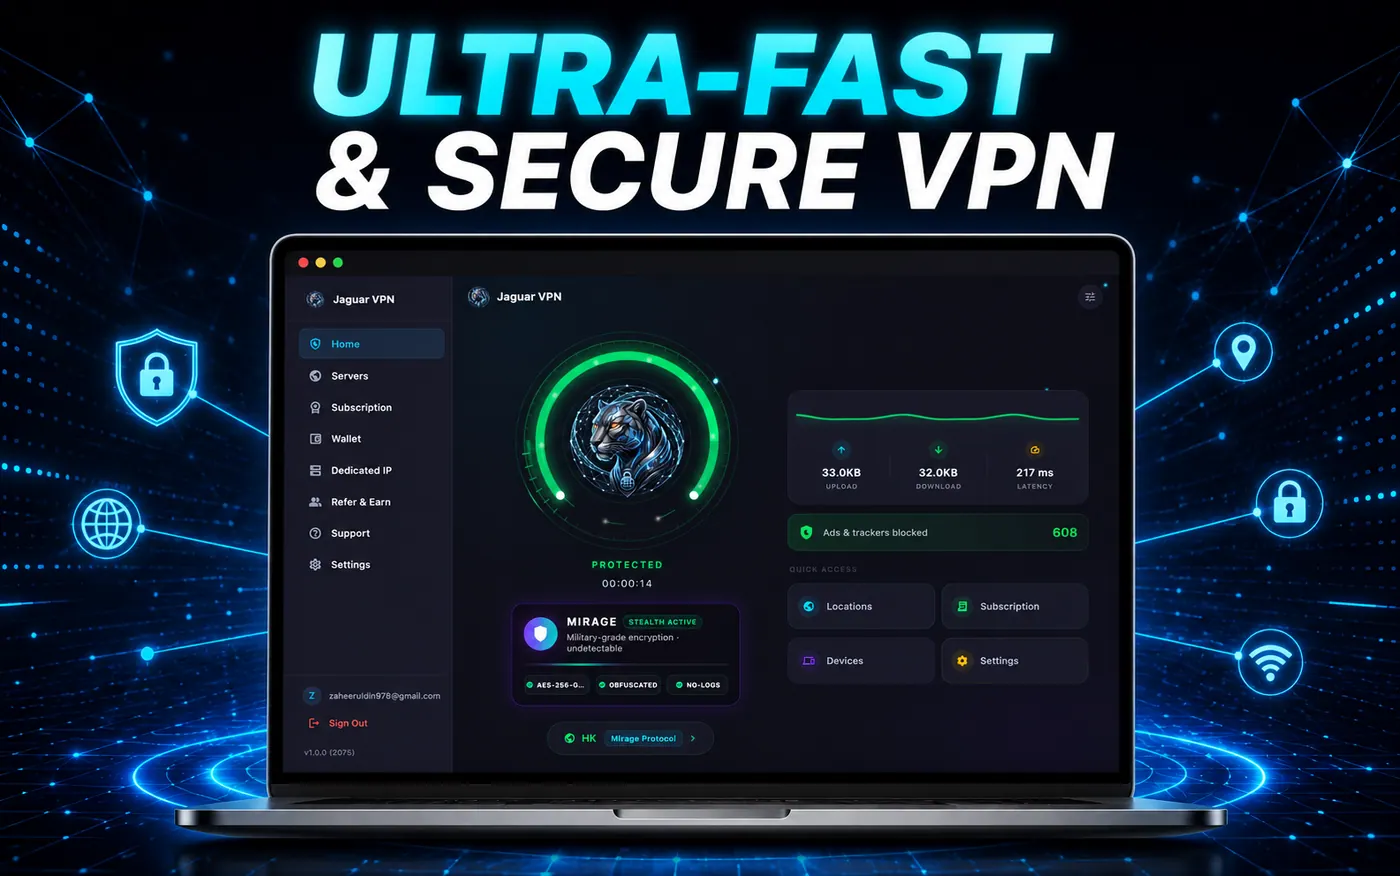 ULTRA-FAST
& SECURE VPN
Jaguar VPN
Home
Servers
Subscription
Wallet
Dedicated IP
Refer & Earn
Support
Settings
Z
zaheeruldin978@gmail.com
Sign Out
v1.0.0 (2075)
Jaguar VPN
PROTECTED
00:00:14
MIRAGE STEALTH ACTIVE
Military-grade encryption ·
undetectable
AES-256-G... OBFUSCATED NO-LOGS
HK Mirage Protocol
33.0KB 32.0KB 217 ms
UPLOAD DOWNLOAD LATENCY
Ads & trackers blocked 608
QUICK ACCESS
Locations Subscription
Devices Settings